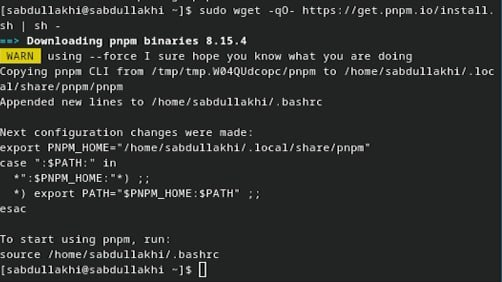 [sabdullakhi@sabdullakhi ~]$ sudo wget -qO- https://get.pnpm.io/install.
sh | sh -
==> Downloading pnpm binaries 8.15.4
WARN using --force I sure hope you know what you are doing
Copying pnpm CLI from /tmp/tmp.W04QUdcopc/pnpm to /home/sabdullakhi/.loc
al/share/pnpm/pnpm
Appended new lines to /home/sabdullakhi/.bashrc
Next configuration changes were made:
export PNPM_HOME="/home/sabdullakhi/.local/share/pnpm"
case ":$PATH:" in
*":$PNPM_HOME:"*) ;;
*) export PATH="$PNPM_HOME:$PATH" ;;
esac
To start using pnpm, run:
source /home/sabdullakhi/.bashrc
[sabdullakhi@sabdullakhi ~]$